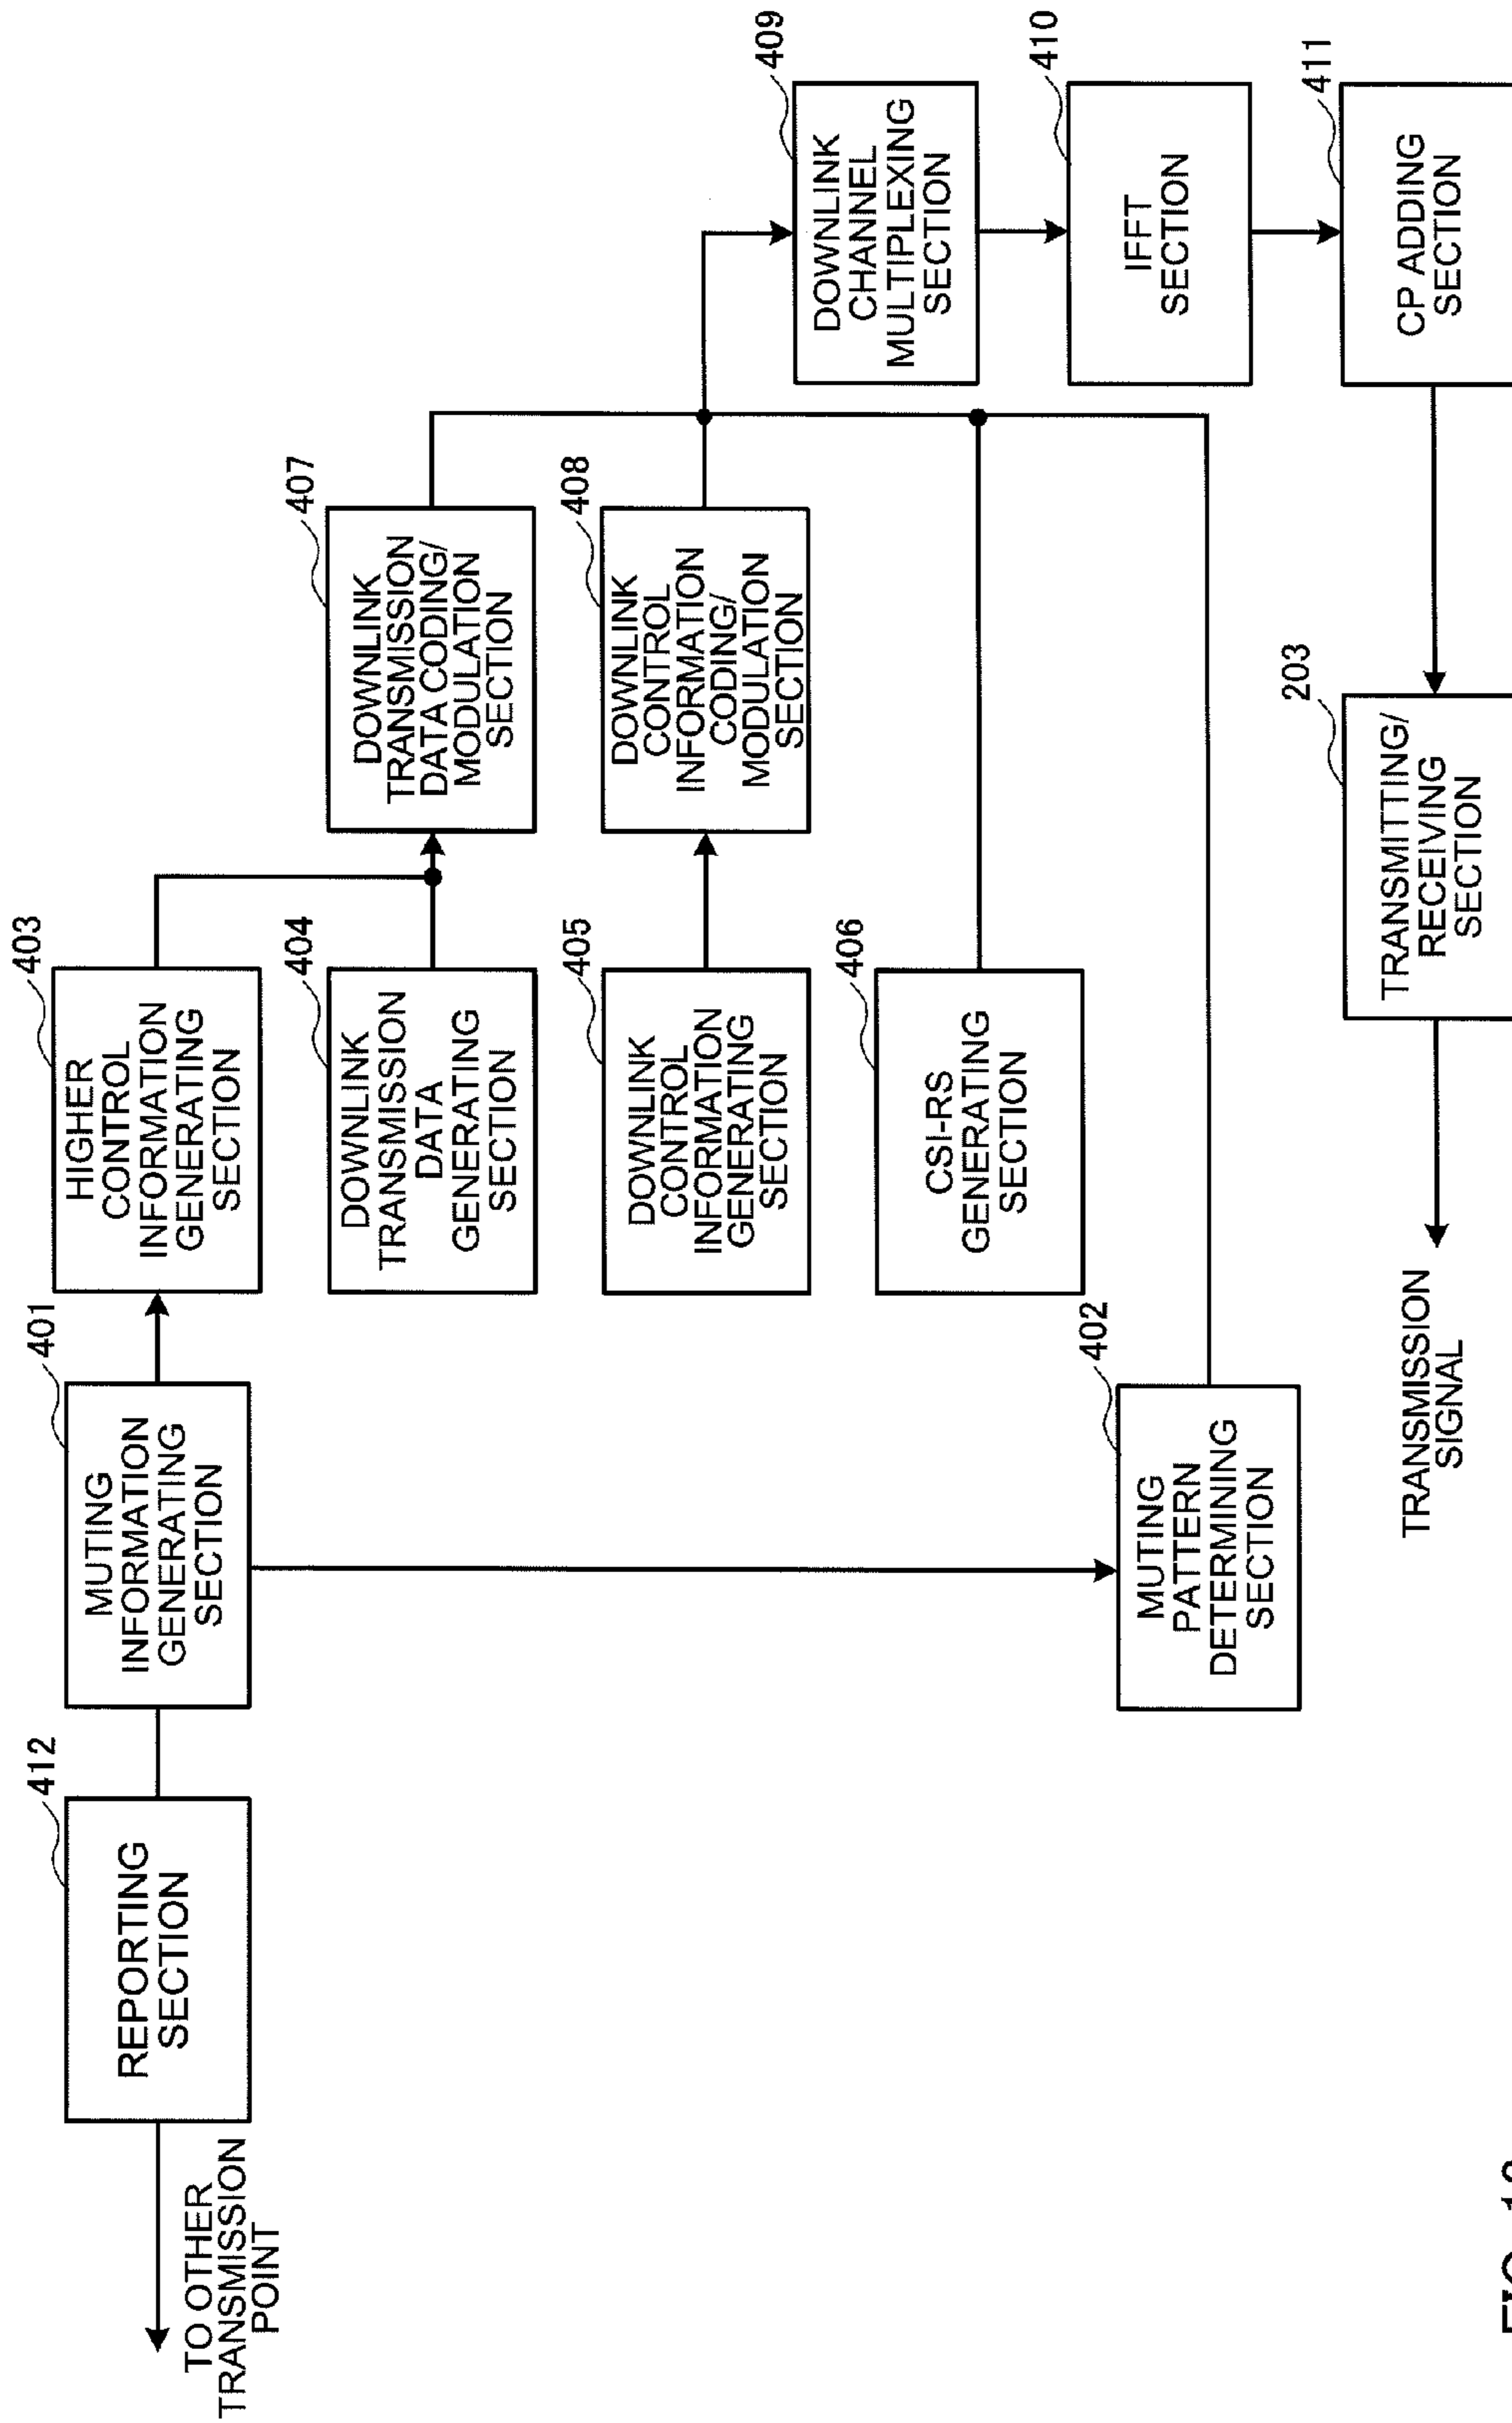 TO OTHER
TRANSMISSION
POINT
412
REPORTING
SECTION
401
MUTING
INFORMATION
GENERATING
SECTION
403
HIGHER
CONTROL
INFORMATION
GENERATING
SECTION
404
DOWNLINK
TRANSMISSION
DATA
GENERATING
SECTION
407
DOWNLINK
TRANSMISSION
DATA CODING/
MODULATION
SECTION
405
DOWNLINK
CONTROL
INFORMATION
GENERATING
SECTION
408
DOWNLINK
CONTROL
INFORMATION
CODING/
MODULATION
SECTION
406
CSI-RS
GENERATING
SECTION
409
DOWNLINK
CHANNEL
MULTIPLEXING
SECTION
402
MUTING
PATTERN
DETERMINING
SECTION
410
IFFT
SECTION
411
CP ADDING
SECTION
203
TRANSMITTING/
RECEIVING
SECTION
TRANSMISSION
SIGNAL
FIG.